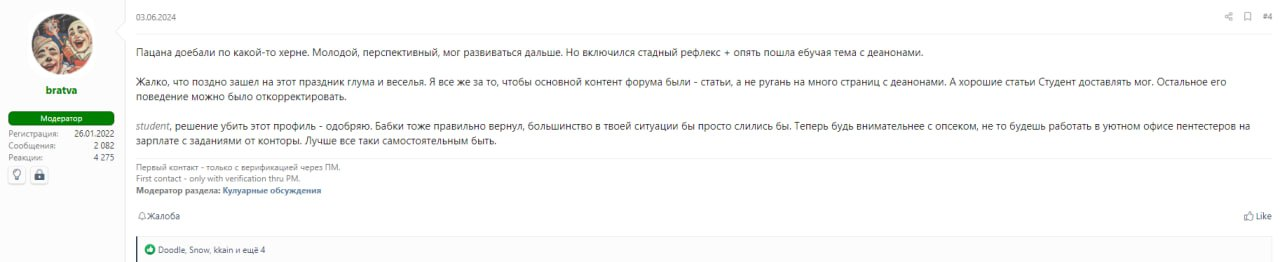 03.06.2024
#4
Пацана доебали по какой-то херне. Молодой, перспективный, мог развиваться дальше. Но включился стадный рефлекс + опять пошла ебучая тема с деанонами.
Жалко, что поздно зашел на этот праздник глума и веселья. Я все же за то, чтобы основной контент форума были - статьи, а не ругань на много страниц с деанонами. А хорошие статьи Студент доставлять мог. Остальное его
поведение можно было откорректировать.
student, решение убить этот профиль - одобряю. Бабки тоже правильно вернул, большинство в твоей ситуации бы просто слились бы. Теперь будь внимательнее с опсеком, не то будешь работать в уютном офисе пентестеров на
зарплате с заданиями от конторы. Лучше все таки самостоятельным быть.
bratva
Модератор
Регистрация: 26.01.2022
Сообщения: 2 082
Реакции: 4 275
Первый контакт - только с верификацией через ПМ.
First contact - only with verification thru PM.
Модератор раздела: Кулуарные обсуждения
Жалоба
Like
Doodle, Snow, kkain и ещё 4